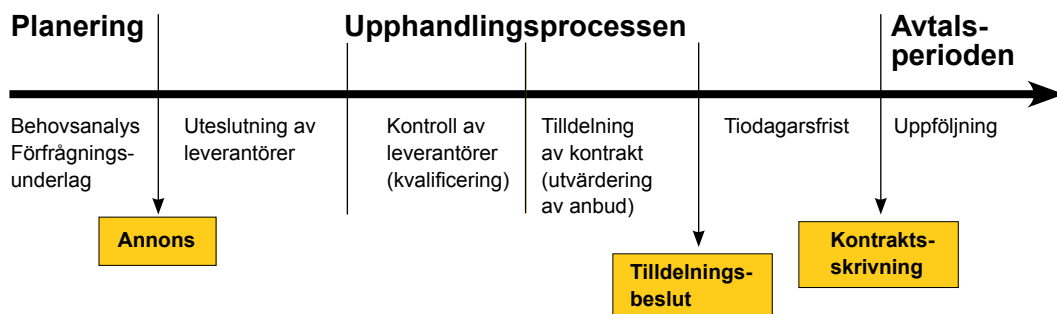 Planering
Upphandlingsprocessen
Avtals-
perioden
Behovsanalys
Förfrågnings-
underlag
Uteslutning av
leverantörer
Kontroll av
leverantörer
(kvalificering)
Tilldelning
av kontrakt
(utvärdering
av anbud)
Tiodagarsfrist
Uppföljning
Annons
Tilldelnings-
beslut
Kontrakts-
skrivning